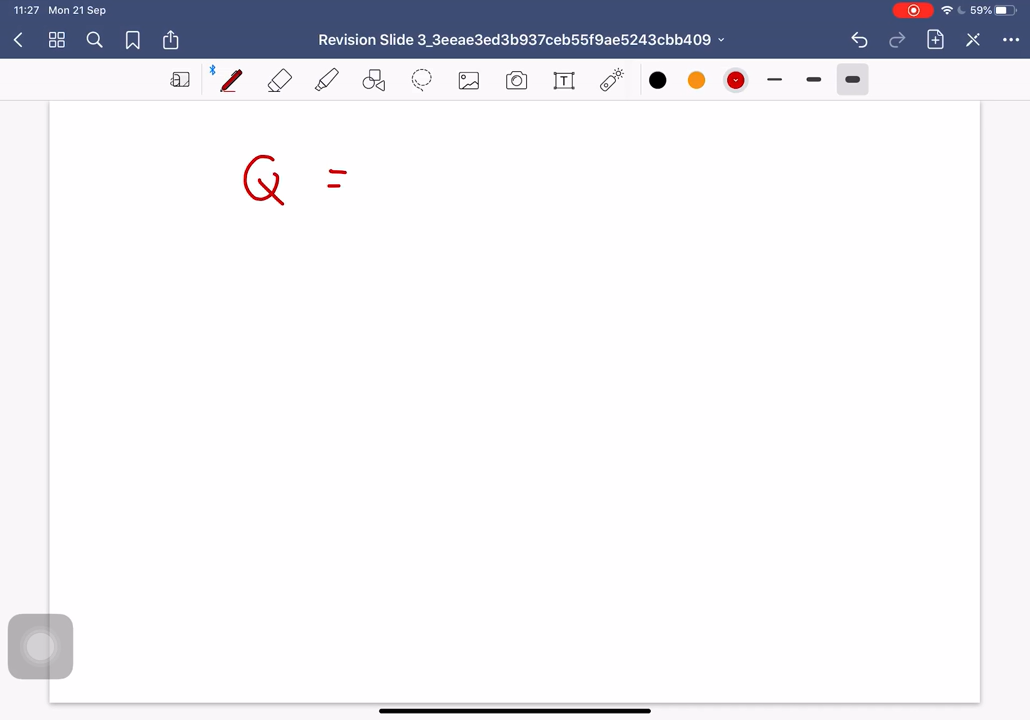 11:27 Mon 21 Sep 59%
Revision Slide 3_3eeae3ed3b937ceb55f9ae5243cbb409
T
Q =